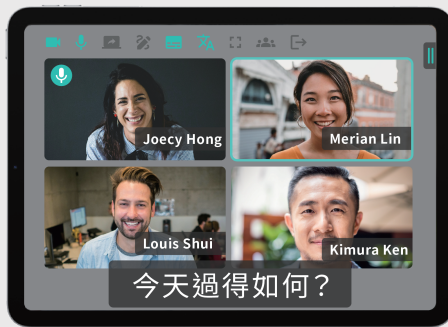 Joecy Hong
Merian Lin
Louis Shui
Kimura Ken
今天過得如何？